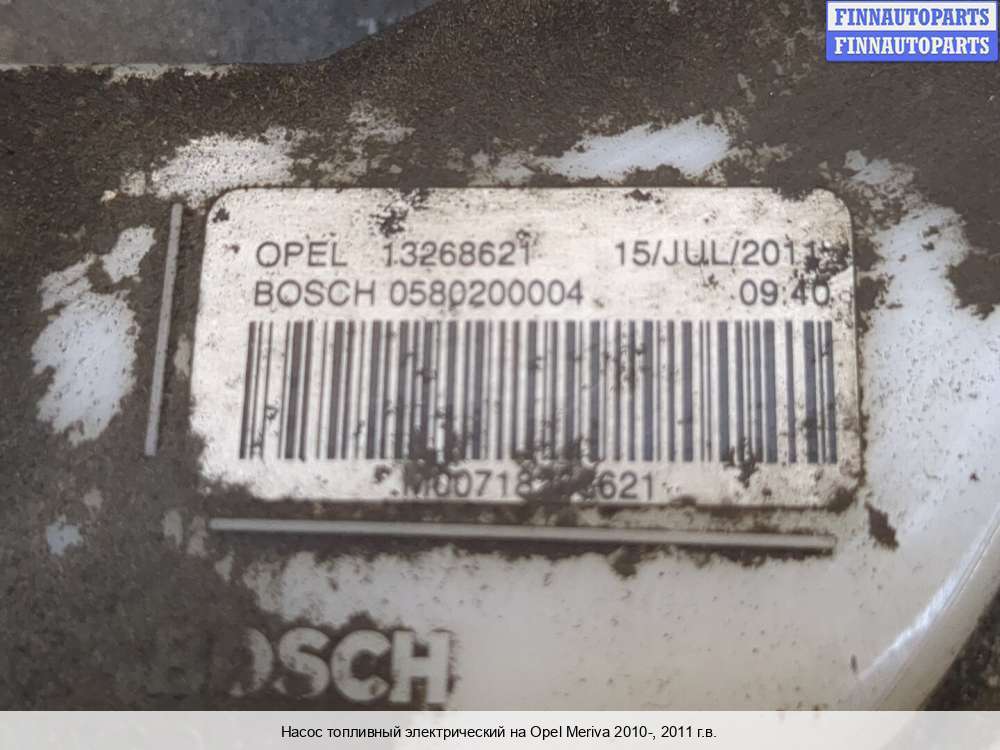 FINNAUTOPARTS
FINNAUTOPARTS
OPEL 13268621 15/JUL/2011
BOSCH 0580200004 09:40
BOSCH
Насос топливный электрический на Opel Meriva 2010-, 2011 г.в.